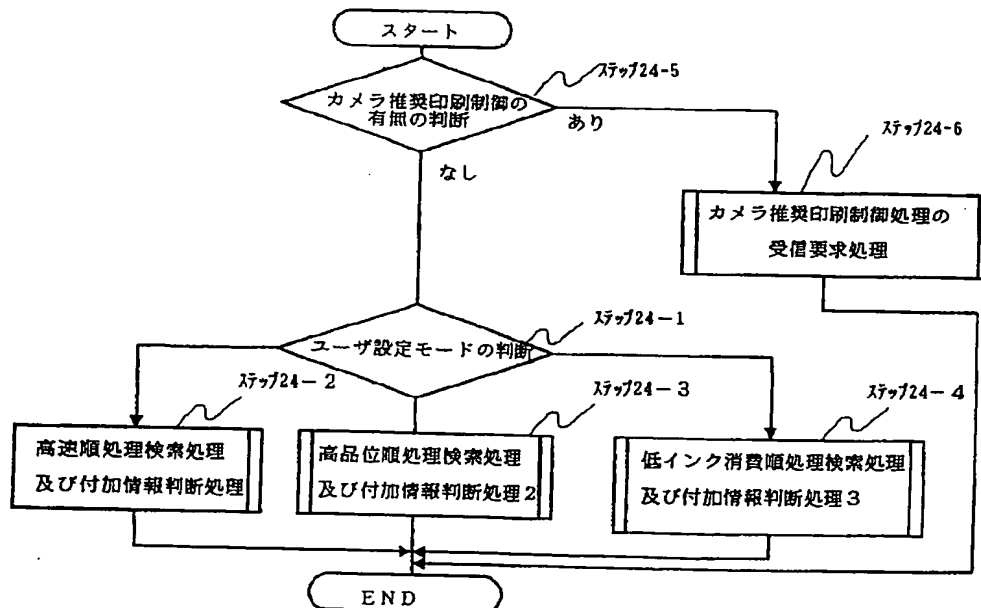 スタート
ステップ24-5
カメラ推奨印刷制御の
有無の判断
あり
なし
ステップ24-6
カメラ推奨印刷制御処理の
受信要求処理
ステップ24-1
ユーザ設定モードの判断
ステップ24-2
ステップ24-3
ステップ24-4
高速順処理検索処理
及び付加情報判断処理
高品位順処理検索処理
及び付加情報判断処理2
低インク消費順処理検索処理
及び付加情報判断処理3
END